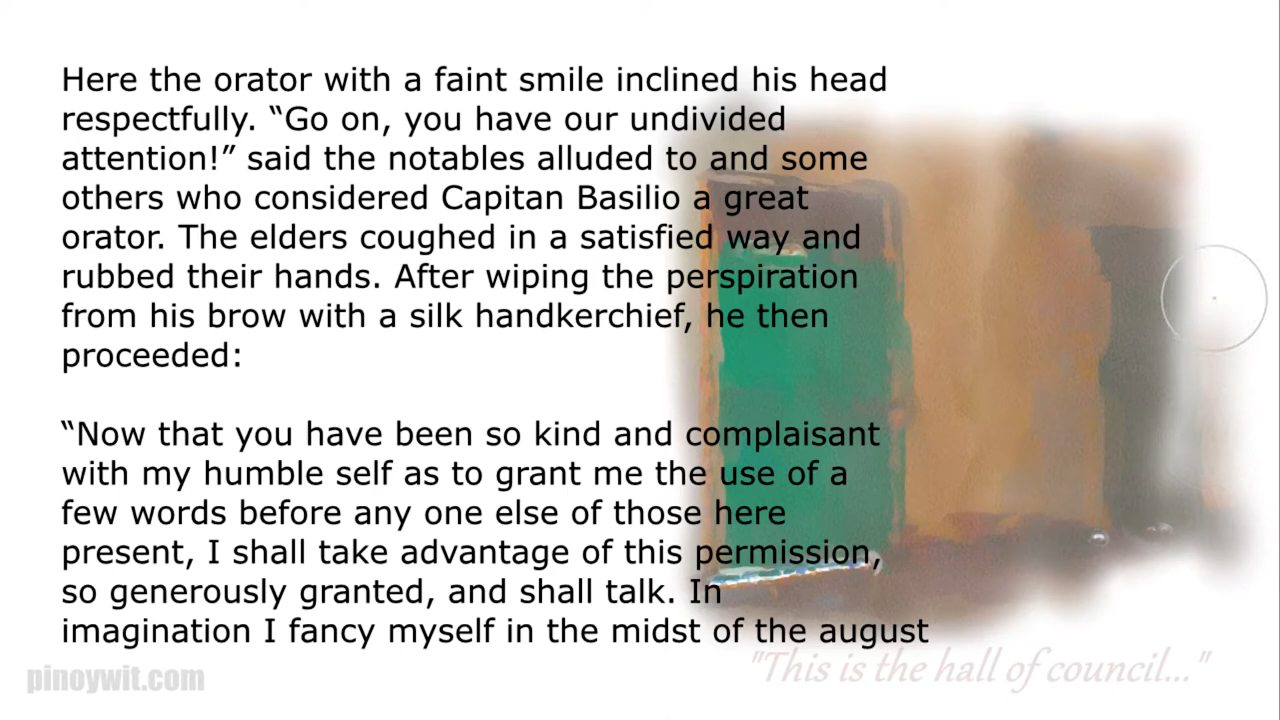 Here the orator with a faint smile inclined his head
respectfully. “Go on, you have our undivided
attention!” said the notables alluded to and some
others who considered Capitan Basilio a great
orator. The elders coughed in a satisfied way and
rubbed their hands. After wiping the perspiration
from his brow with a silk handkerchief, he then
proceeded:
“Now that you have been so kind and complaisant
with my humble self as to grant me the use of a
few words before any one else of those here
present, I shall take advantage of this permission,
so generously granted, and shall talk. In
imagination I fancy myself in the midst of the august
"This is the hall of council..."
pinoywit.com